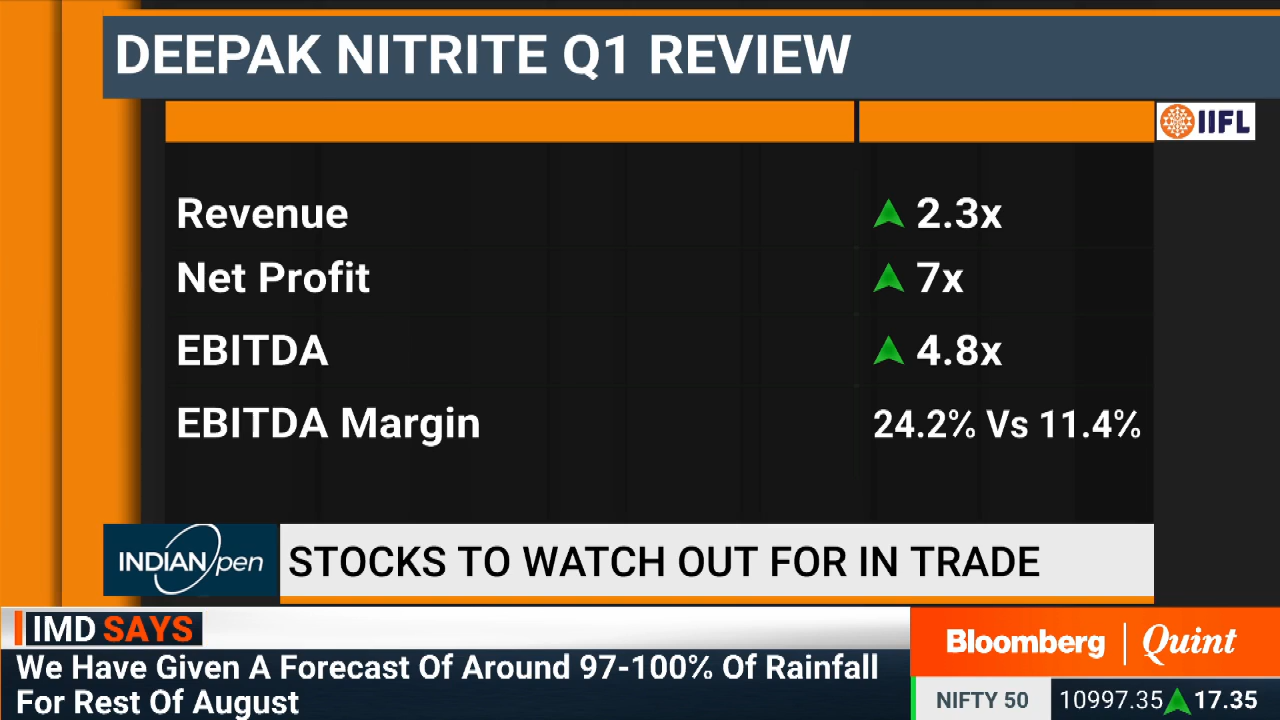 DEEPAK NITRITE Q1 REVIEW
IIFL
Revenue 2.3x
Net Profit 7x
EBITDA 4.8x
EBITDA Margin 24.2% Vs 11.4%
INDIAN Open STOCKS TO WATCH OUT FOR IN TRADE
IMD SAYS
We Have Given A Forecast Of Around 97-100% Of Rainfall
For Rest Of August
Bloomberg | Quint
NIFTY 50 10997.35 17.35